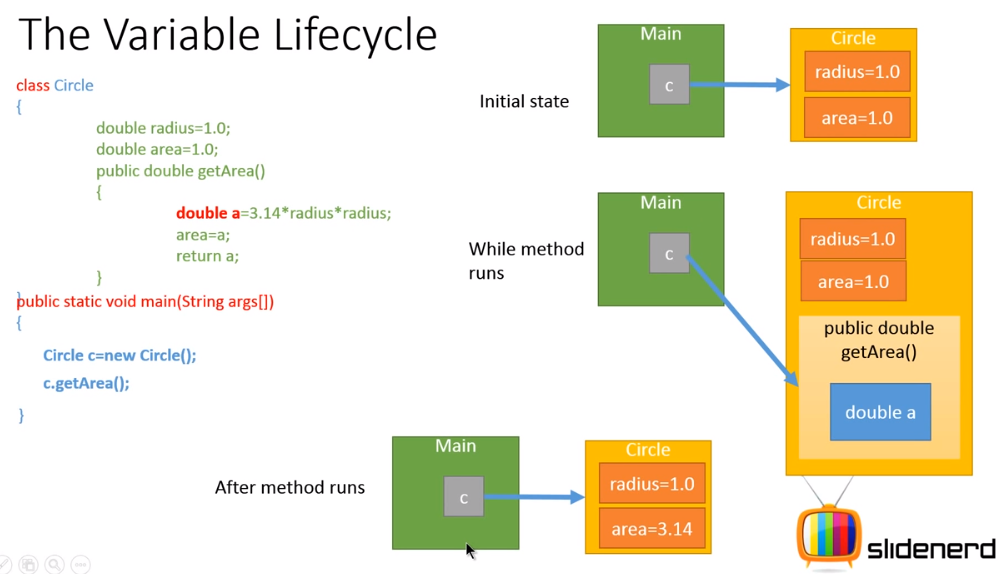 The Variable Lifecycle
class Circle
{
double radius=1.0;
double area=1.0;
public double getArea()
{
double a=3.14*radius*radius;
area=a;
return a;
}
}
public static void main(String args[])
{
Circle c=new Circle();
c.getArea();
}
Initial state
Main
c
Circle
radius=1.0
area=1.0
While method
runs
Main
c
Circle
radius=1.0
area=1.0
public double
getArea()
double a
After method runs
Main
c
Circle
radius=1.0
area=3.14
slidenerd